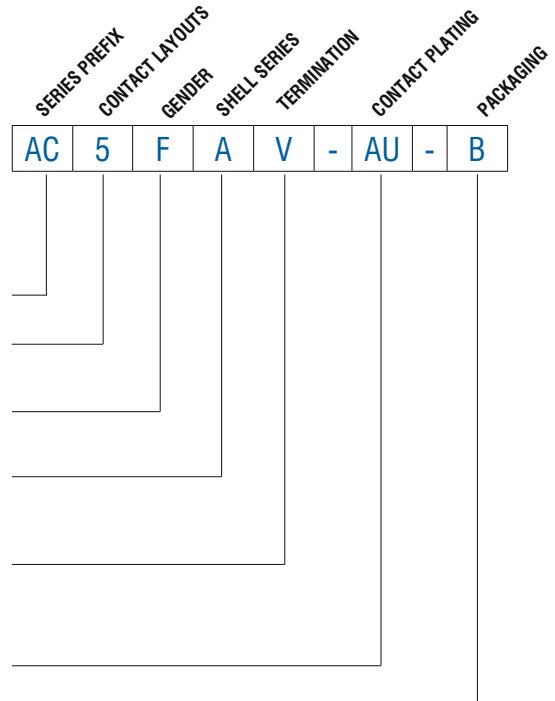 SERIES PREFIX
CONTACT LAYOUTS
GENDER
SHELL SERIES
TERMINATION
CONTACT PLATING
PACKAGING
AC 5 F A V - AU - B